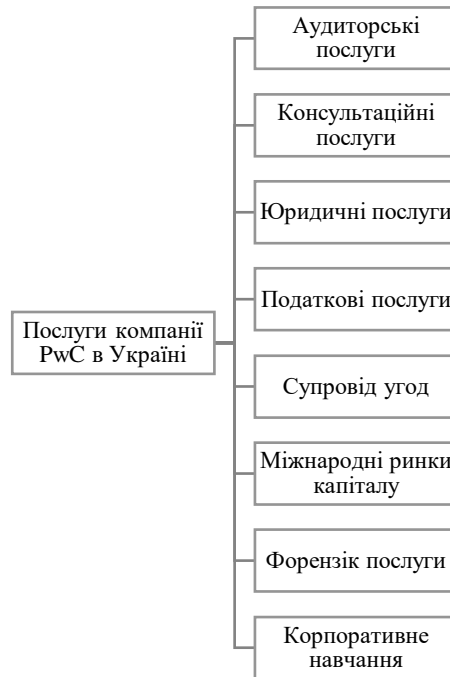 Аудиторські
послуги
Консультаційні
послуги
Юридичні послуги
Податкові послуги
Послуги компанії
PwC в Україні
Супровід угод
Міжнародні ринки
капіталу
Форензік послуги
Корпоративне
навчання